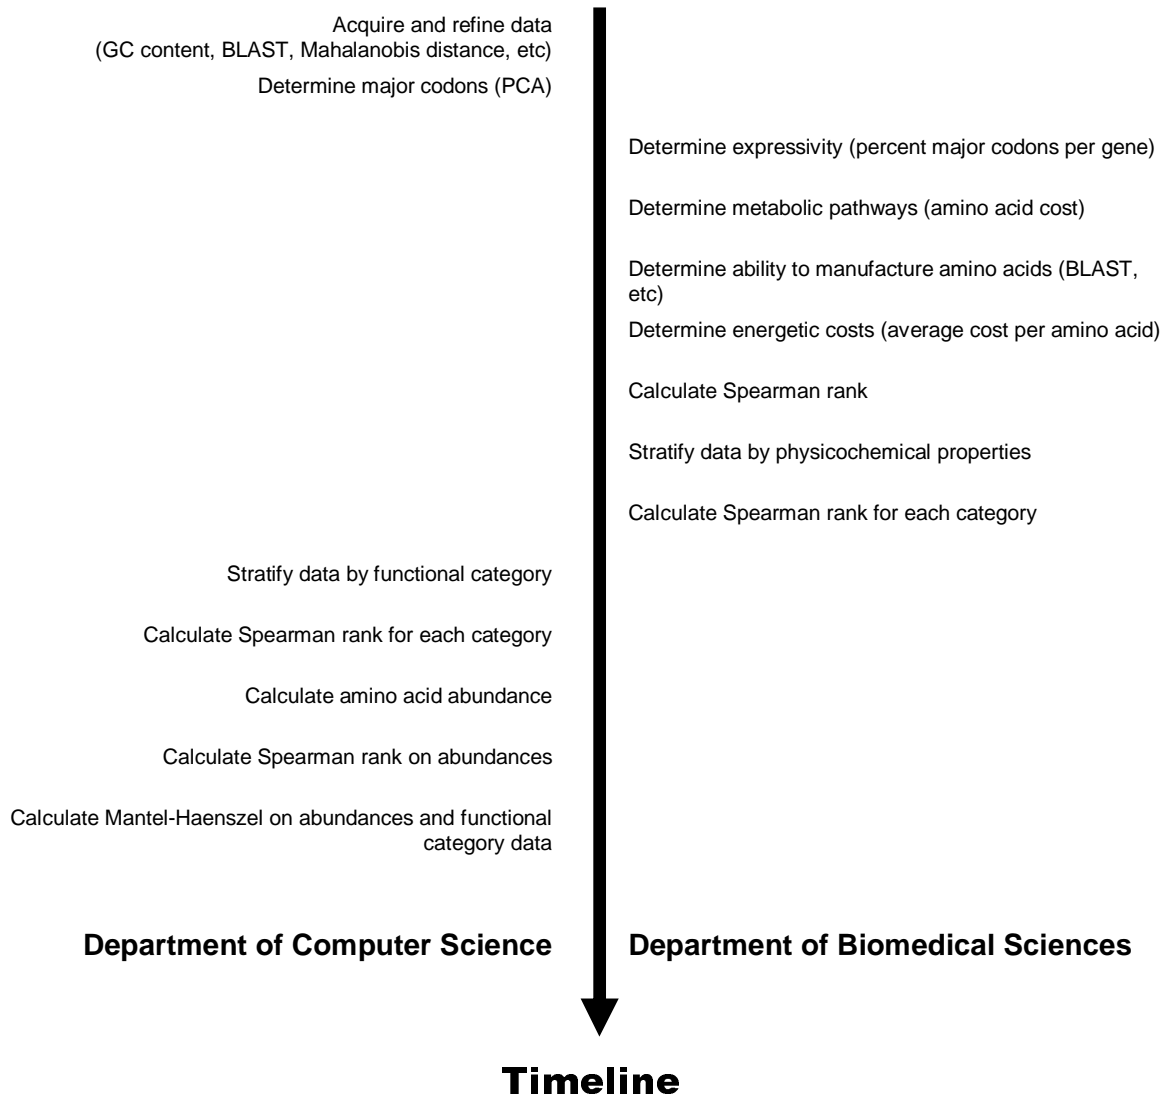 Acquire and refine data
(GC content, BLAST, Mahalanobis distance, etc)
Determine major codons (PCA)
Determine expressivity (percent major codons per gene)
Determine metabolic pathways (amino acid cost)
Determine ability to manufacture amino acids (BLAST,
etc)
Determine energetic costs (average cost per amino acid)
Calculate Spearman rank
Stratify data by physicochemical properties
Calculate Spearman rank for each category
Stratify data by functional category
Calculate Spearman rank for each category
Calculate amino acid abundance
Calculate Spearman rank on abundances
Calculate Mantel-Haenszel on abundances and functional
category data
Department of Computer Science
Department of Biomedical Sciences
Timeline